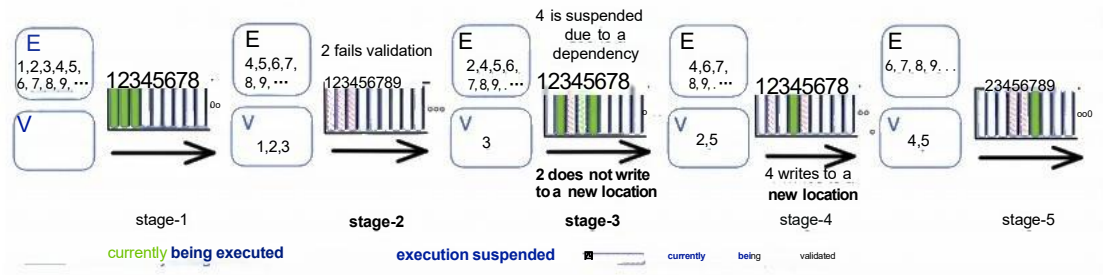 E
1,2,3,4,5,
6, 7, 8, 9, ...
V
12345678
stage-1
E
4,5,6,7,
8, 9, ...
V
1,2,3
2 fails validation
123456789
stage-2
E
2,4,5,6,
7,8,9, ...
V
3
4 is suspended
due to a
dependency
12345678
2 does not write
to a new location
stage-3
E
4,6,7,
8,9, ...
V
2,5
12345678
4 writes to a
new location
stage-4
E
6, 7, 8, 9...
V
4,5
23456789
stage-5
currently being executed
execution suspended
currently being validated